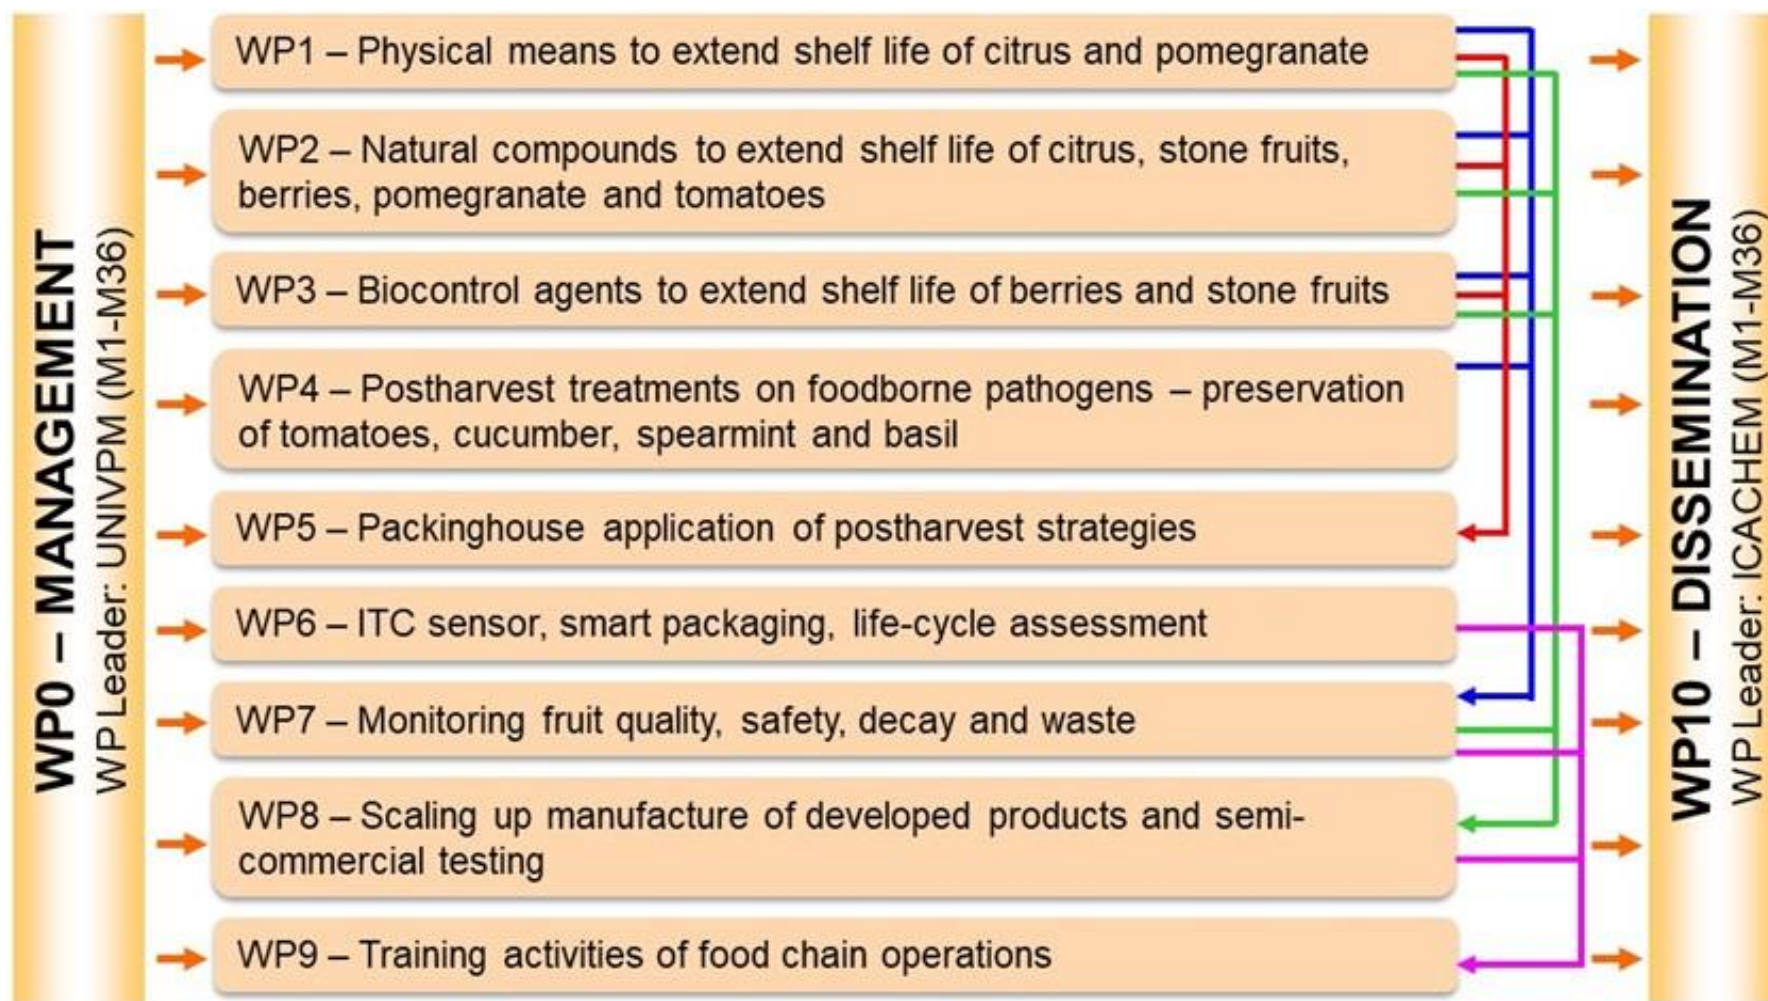 WP0 – MANAGEMENT
WP Leader: UNIVPM (M1-M36)
WP1 – Physical means to extend shelf life of citrus and pomegranate
WP2 – Natural compounds to extend shelf life of citrus, stone fruits,
berries, pomegranate and tomatoes
WP3 – Biocontrol agents to extend shelf life of berries and stone fruits
WP4 – Postharvest treatments on foodborne pathogens – preservation
of tomatoes, cucumber, spearmint and basil
WP5 – Packinghouse application of postharvest strategies
WP6 – ITC sensor, smart packaging, life-cycle assessment
WP7 – Monitoring fruit quality, safety, decay and waste
WP8 – Scaling up manufacture of developed products and semi-
commercial testing
WP9 – Training activities of food chain operations
WP10 – DISSEMINATION
WP Leader: ICACHEM (M1-M36)